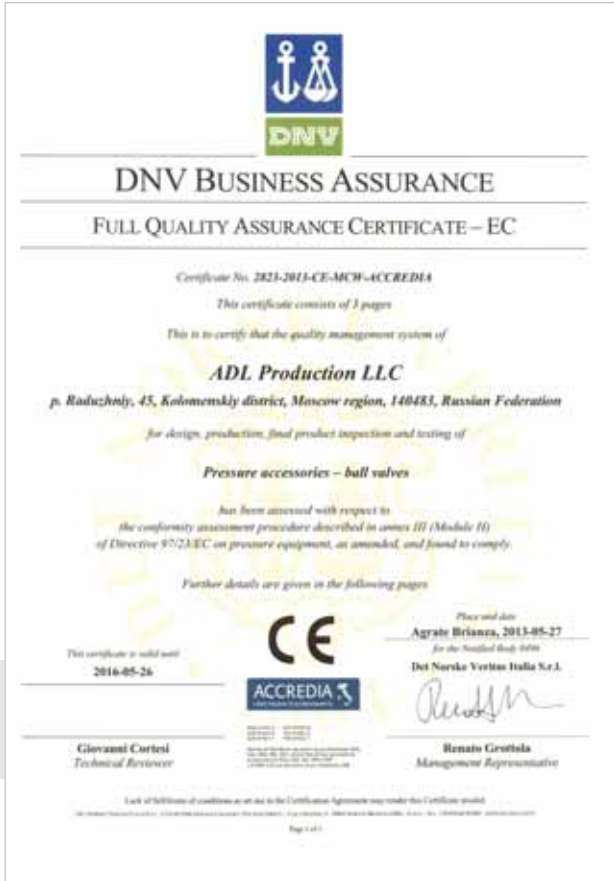 DNV
DNV BUSINESS ASSURANCE
FULL QUALITY ASSURANCE CERTIFICATE – EC
Certificate No. 2823-2013-CE-MCW-ACCREDIA
This certificate consists of 3 pages
This is to certify that the quality management system of
ADL Production LLC
p. Raduzhniy, 45, Kolomenskiy district, Moscow region, 140483, Russian Federation
for design, production, final product inspection and testing of
Pressure accessories – ball valves
has been assessed with respect to
the conformity assessment procedure described in annex III (Module H)
of Directive 97/23/EC on pressure equipment, as amended, and found to comply.
Further details are given in the following pages
This certificate is valid until
2016-05-26
CE
ACCREDIA
Place and date
Agrate Brianza, 2013-05-27
for the Notified Body 0496
Det Norske Veritas Italia S.r.l.
Giovanni Cortesi
Technical Reviewer
Renato Grottola
Management Representative
Lack of fulfilment of conditions as set out in the Certification Agreement may render this Certificate invalid.
Page 1 of 3